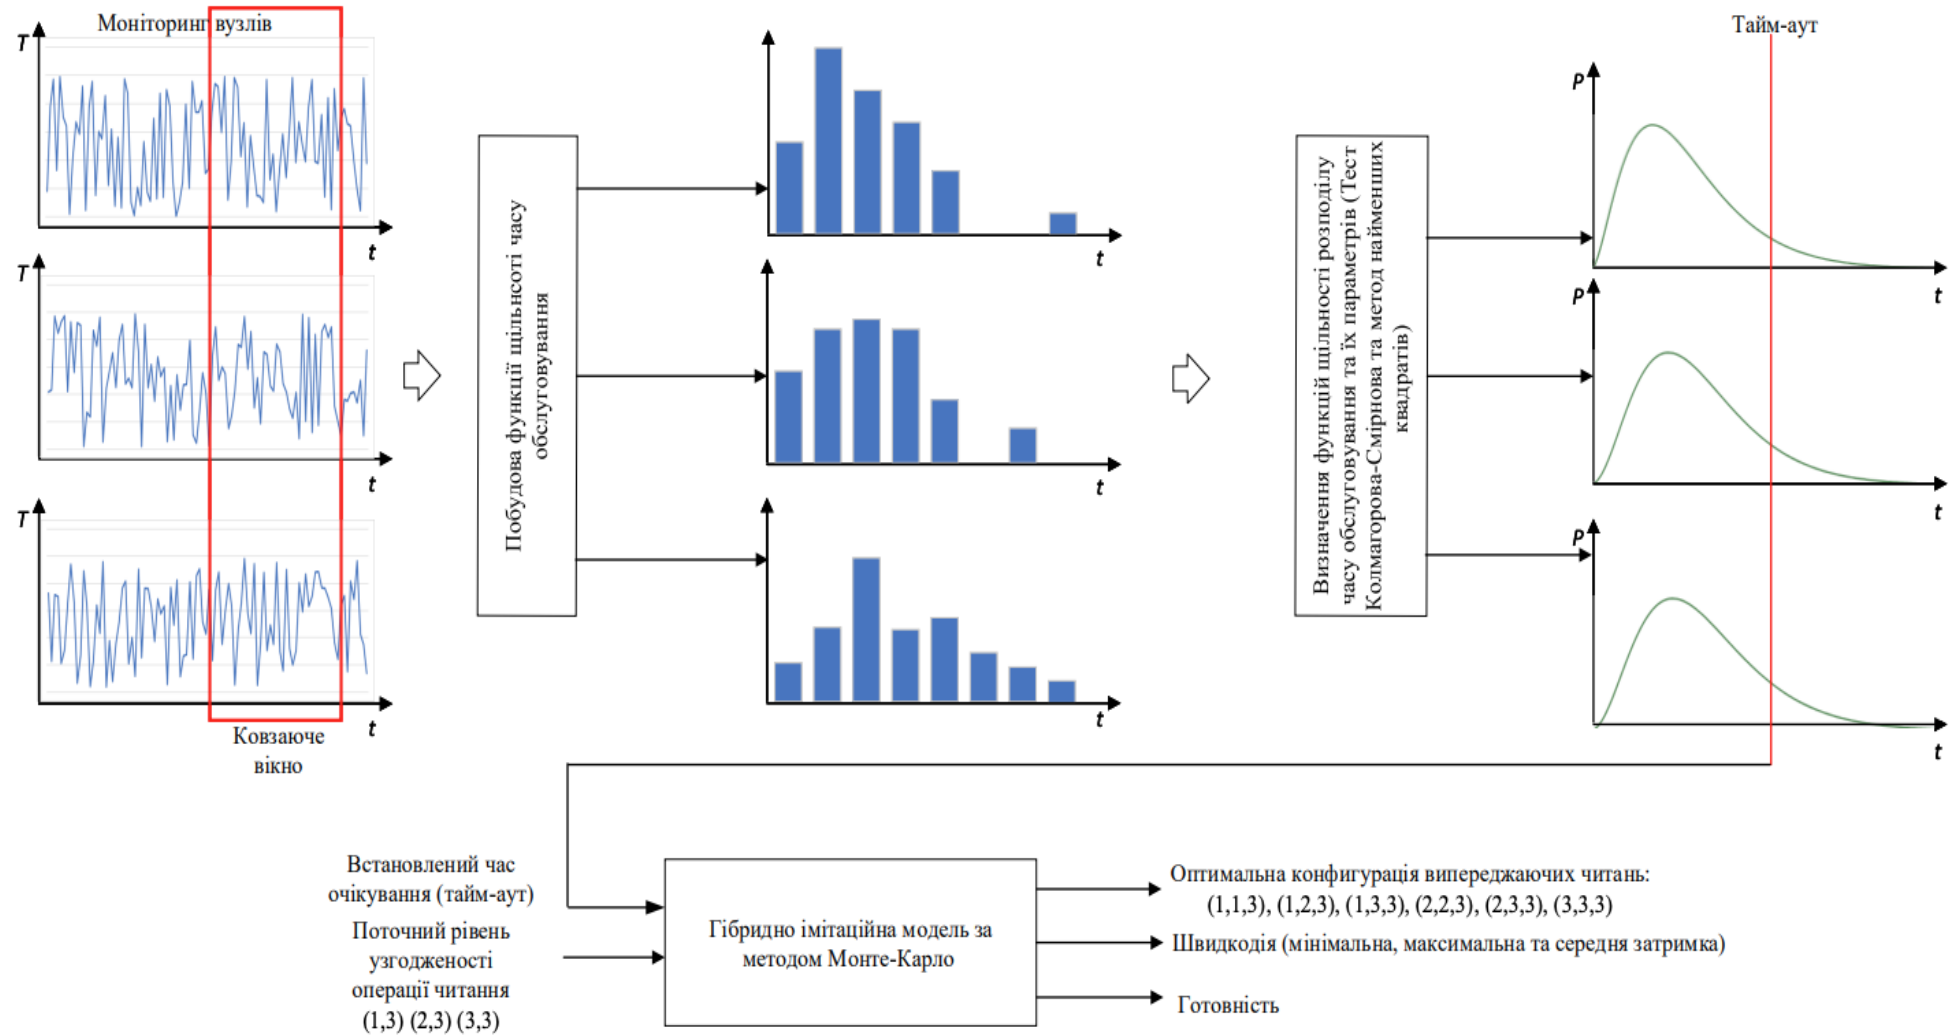 Моніторинг вузлів
T
t
T
t
T
t
Ковзаюче
вікно
Побудова функції щільнсоті часу
обслуговування
t
t
t
Визначення функцій щільності розподілу
часу обслуговування та їх параметрів (Тест
Колмагорова-Смірнова та метод найменших
квадратів)
Тайм-аут
P
t
P
t
P
t
Встановлений час
очікування (тайм-аут)
Поточний рівень
узгодженості
операції читання
(1,3) (2,3) (3,3)
Гібридно імітаційна модель за
методом Монте-Карло
Оптимальна конфигурація випереджаючих читань:
(1,1,3), (1,2,3), (1,3,3), (2,2,3), (2,3,3), (3,3,3)
Швидкодія (мінімальна, максимальна та середня затримка)
Готовність